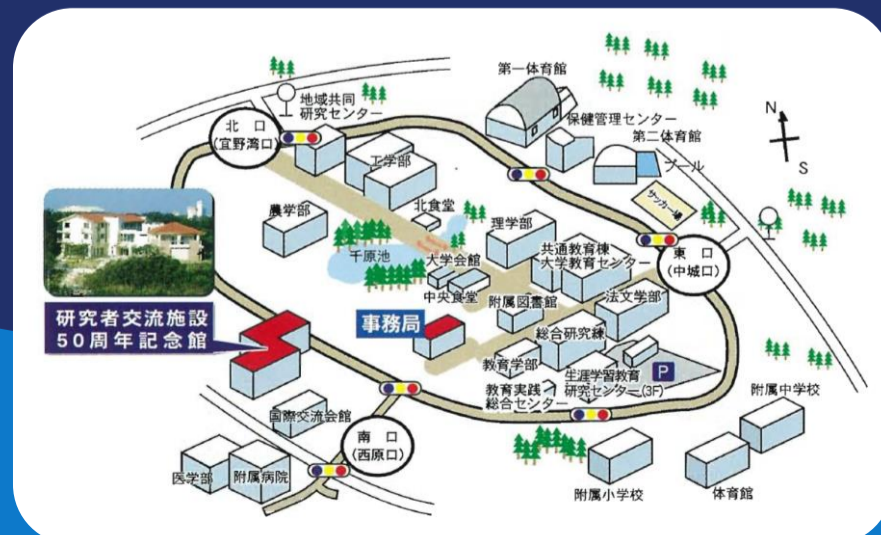 第一体育館
地域共同
研究センター
保健管理センター
N
北 口
(宜野湾口)
第二体育館
S
工学部
プール
サッカー場
農学部
北食堂
理学部
東 口
(中城口)
千原池
大学会館
共通教育棟
大学教育センター
中央食堂
附属図書館
法文学部
研究者交流施設
50周年記念館
事務局
総合研究棟
教育学部
生涯学習教育
研究センター(3F)
P
教育実践
総合センター
附属中学校
国際交流会館
南 口
(西原口)
医学部
附属病院
附属小学校
体育館